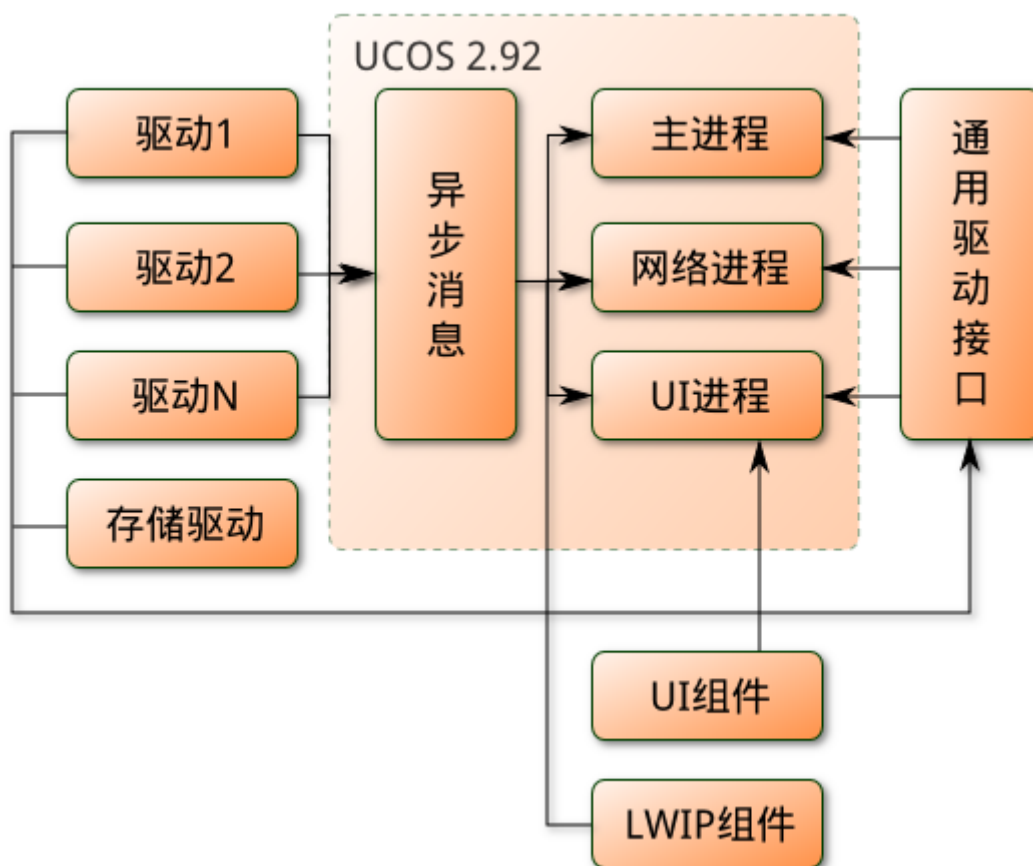 UCOS 2.92
驱动1
驱动2
驱动N
存储驱动
异步消息
主进程
网络进程
UI进程
通用驱动接口
UI组件
LWIP组件